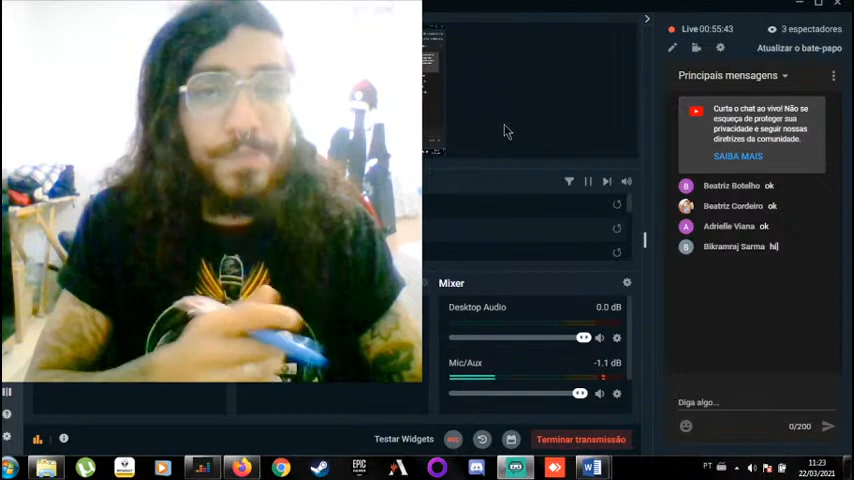 Live 00:55:43
3 espectadores
Atualizar o bate-papo
Principais mensagens
Curta o chat ao vivo! Não se
esqueça de proteger sua
privacidade e seguir nossas
diretrizes da comunidade.
SAIBA MAIS
B Beatriz Botelho ok
Beatriz Cordeiro ok
A Adrielle Viana ok
B Bikramraj Sarma hi]
Mixer
Desktop Audio 0.0 dB
Mic/Aux -1.1 dB
Diga algo...
0/200
Testar Widgets
REC
Terminar transmissão
EPIC
GAMES
PT
11:23
22/03/2021